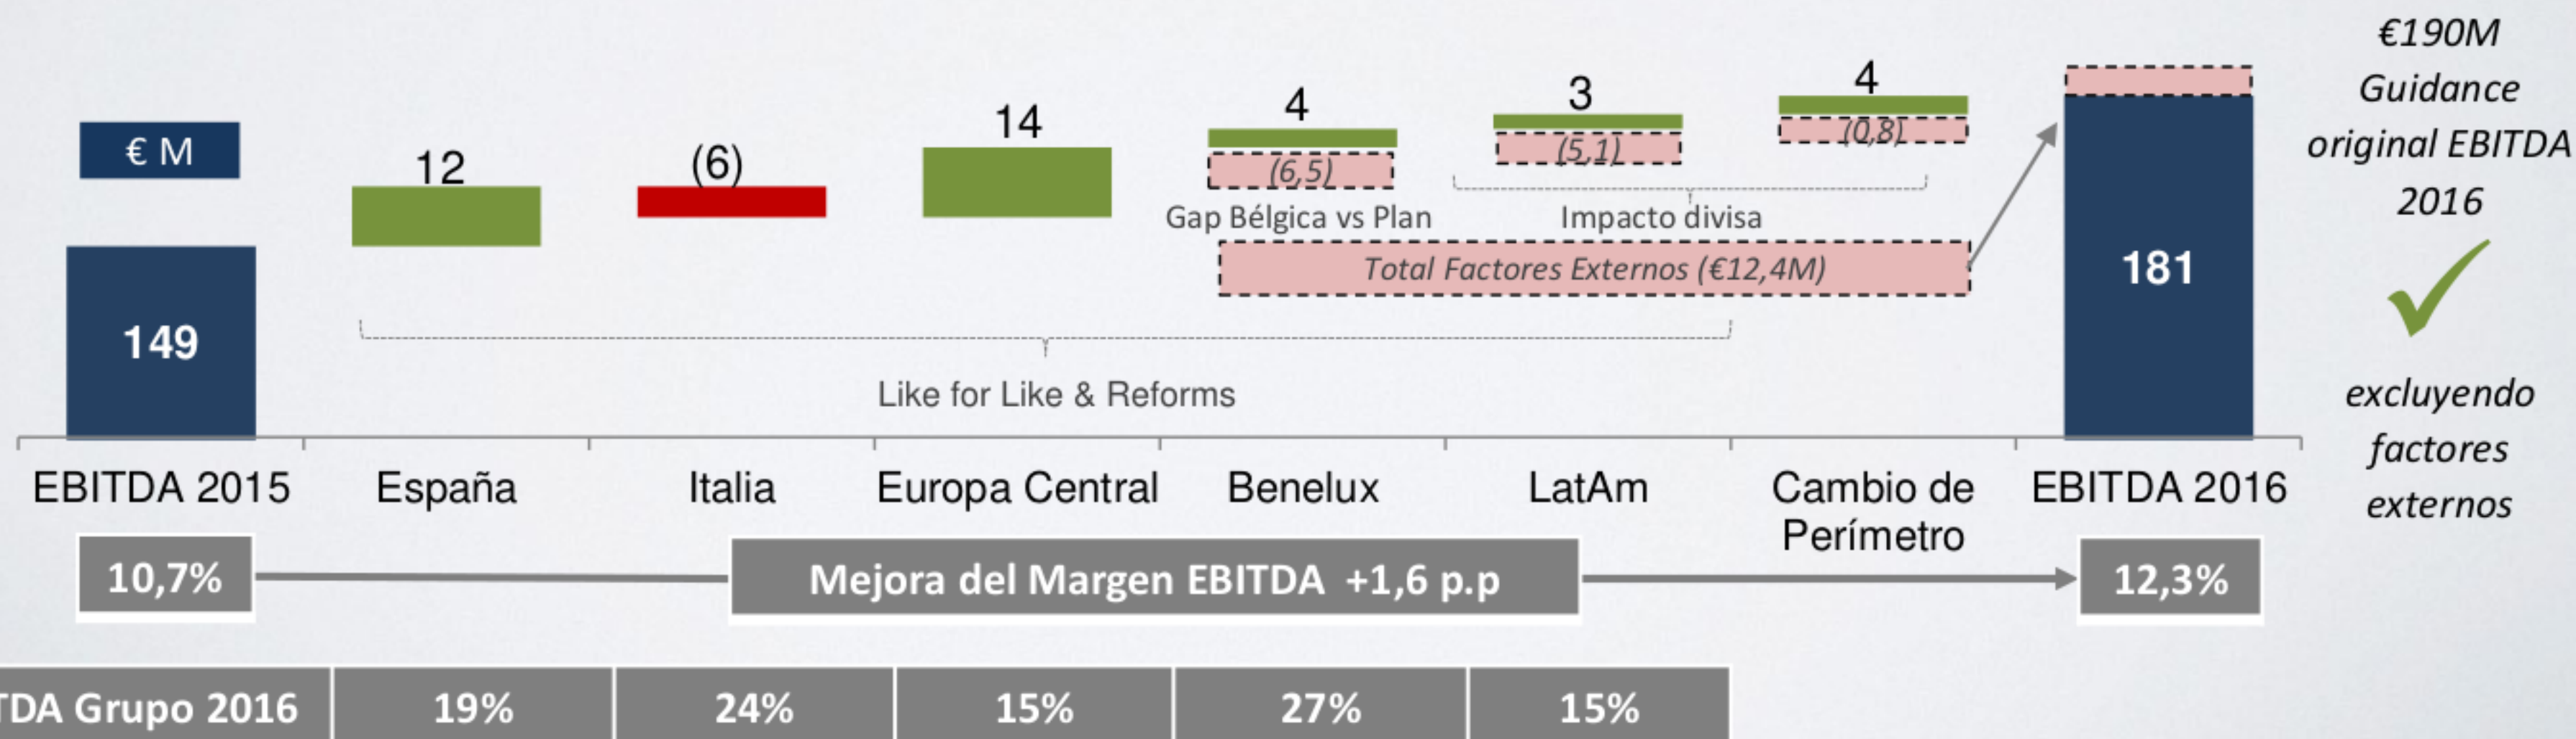 € M
149
12
(6)
14
4
(6,5)
3
(5,1)
4
(0,8)
181
Gap Bélgica vs Plan
Impacto divisa
Total Factores Externos (€12,4M)
Like for Like & Reforms
€190M
Guidance
original EBITDA
2016
excluyendo
factores
externos
EBITDA 2015
España
Italia
Europa Central
Benelux
LatAm
Cambio de
Perímetro
EBITDA 2016
10,7%
Mejora del Margen EBITDA +1,6 p.p
12,3%
TDA Grupo 2016
19%
24%
15%
27%
15%